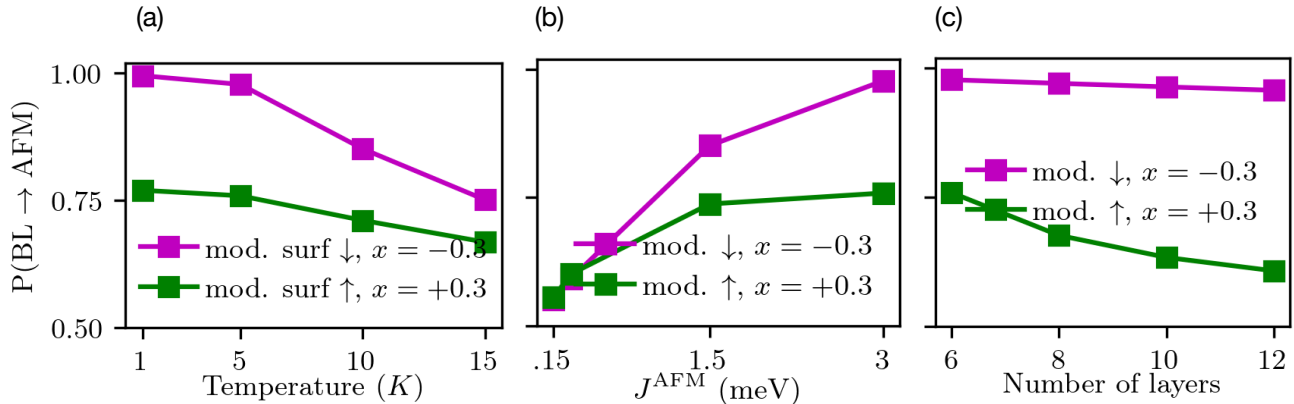 (a)
(b)
(c)
P(BL → AFM)
1.00
0.75
0.50
mod. surf ↓, x = −0.3
mod. surf ↑, x = +0.3
1 5 10 15
Temperature (K)
mod. ↓, x = −0.3
mod. ↑, x = +0.3
.15 1.5 3
J^AFM (meV)
mod. ↓, x = −0.3
mod. ↑, x = +0.3
6 8 10 12
Number of layers